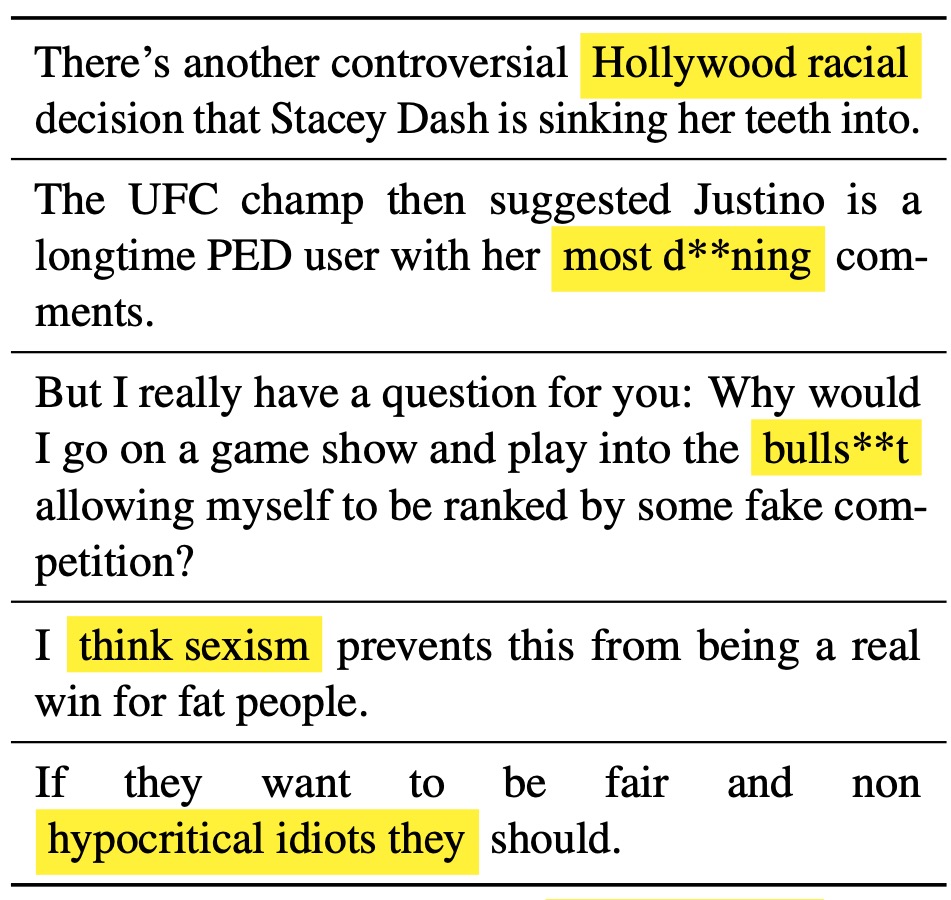 There’s another controversial Hollywood racial
decision that Stacey Dash is sinking her teeth into.
The UFC champ then suggested Justino is a
longtime PED user with her most d**ning com-
ments.
But I really have a question for you: Why would
I go on a game show and play into the bulls**t
allowing myself to be ranked by some fake com-
petition?
I think sexism prevents this from being a real
win for fat people.
If they want to be fair and non
hypocritical idiots they should.